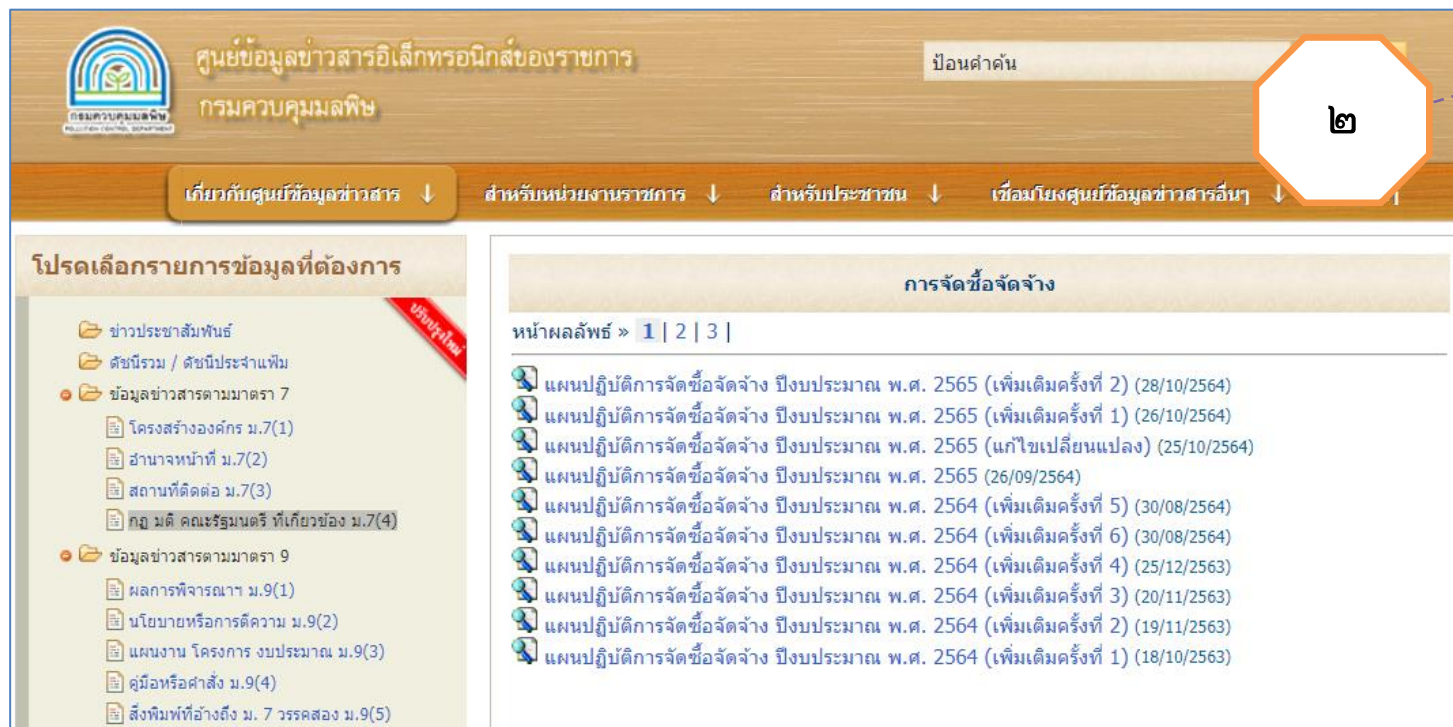 ศูนย์ข้อมูลข่าวสารอิเล็กทรอนิกส์ของราชการ
กรมควบคุมมลพิษ
กรมควบคุมมลพิษ
POLLUTION CONTROL DEPARTMENT
ป้อนคำค้น
๒
เกี่ยวกับศูนย์ข้อมูลข่าวสาร ↓ สำหรับหน่วยงานราชการ ↓ สำหรับประชาชน ↓ เชื่อมโยงศูนย์ข้อมูลข่าวสารอื่นๆ ↓
โปรดเลือกรายการข้อมูลที่ต้องการ
ปรับปรุงใหม่
ข่าวประชาสัมพันธ์
ดัชนีรวม / ดัชนีประจำแฟ้ม
ข้อมูลข่าวสารตามมาตรา 7
โครงสร้างองค์กร ม.7(1)
อำนาจหน้าที่ ม.7(2)
สถานที่ติดต่อ ม.7(3)
กฎ มติ คณะรัฐมนตรี ที่เกี่ยวข้อง ม.7(4)
ข้อมูลข่าวสารตามมาตรา 9
ผลการพิจารณาฯ ม.9(1)
นโยบายหรือการตีความ ม.9(2)
แผนงาน โครงการ งบประมาณ ม.9(3)
คู่มือหรือคำสั่ง ม.9(4)
สิ่งพิมพ์ที่อ้างถึง ม. 7 วรรคสอง ม.9(5)
การจัดซื้อจัดจ้าง
หน้าผลลัพธ์ » 1 | 2 | 3 |
แผนปฏิบัติการจัดซื้อจัดจ้าง ปีงบประมาณ พ.ศ. 2565 (เพิ่มเติมครั้งที่ 2) (28/10/2564)
แผนปฏิบัติการจัดซื้อจัดจ้าง ปีงบประมาณ พ.ศ. 2565 (เพิ่มเติมครั้งที่ 1) (26/10/2564)
แผนปฏิบัติการจัดซื้อจัดจ้าง ปีงบประมาณ พ.ศ. 2565 (แก้ไขเปลี่ยนแปลง) (25/10/2564)
แผนปฏิบัติการจัดซื้อจัดจ้าง ปีงบประมาณ พ.ศ. 2565 (26/09/2564)
แผนปฏิบัติการจัดซื้อจัดจ้าง ปีงบประมาณ พ.ศ. 2564 (เพิ่มเติมครั้งที่ 5) (30/08/2564)
แผนปฏิบัติการจัดซื้อจัดจ้าง ปีงบประมาณ พ.ศ. 2564 (เพิ่มเติมครั้งที่ 6) (30/08/2564)
แผนปฏิบัติการจัดซื้อจัดจ้าง ปีงบประมาณ พ.ศ. 2564 (เพิ่มเติมครั้งที่ 4) (25/12/2563)
แผนปฏิบัติการจัดซื้อจัดจ้าง ปีงบประมาณ พ.ศ. 2564 (เพิ่มเติมครั้งที่ 3) (20/11/2563)
แผนปฏิบัติการจัดซื้อจัดจ้าง ปีงบประมาณ พ.ศ. 2564 (เพิ่มเติมครั้งที่ 2) (19/11/2563)
แผนปฏิบัติการจัดซื้อจัดจ้าง ปีงบประมาณ พ.ศ. 2564 (เพิ่มเติมครั้งที่ 1) (18/10/2563)